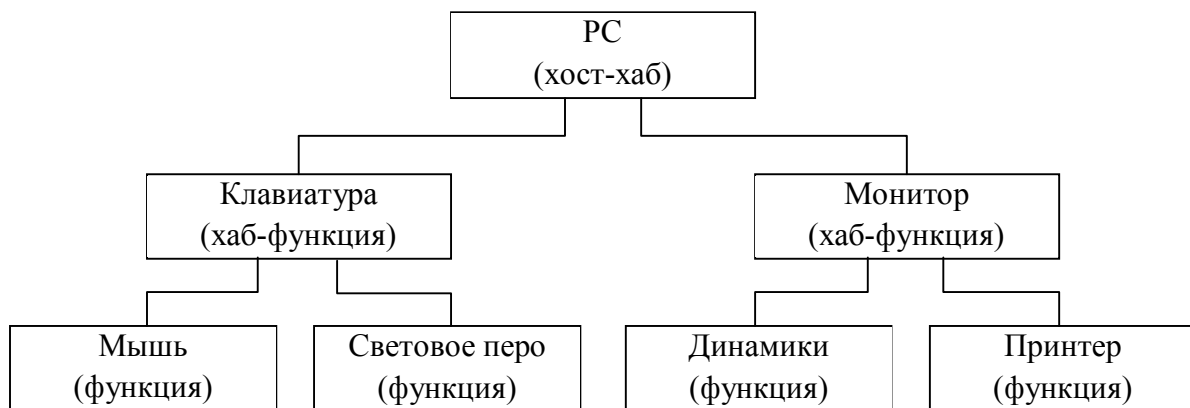 PC
(хост-хаб)
Клавиатура
(хаб-функция)
Монитор
(хаб-функция)
Мышь
(функция)
Световое перо
(функция)
Динамики
(функция)
Принтер
(функция)